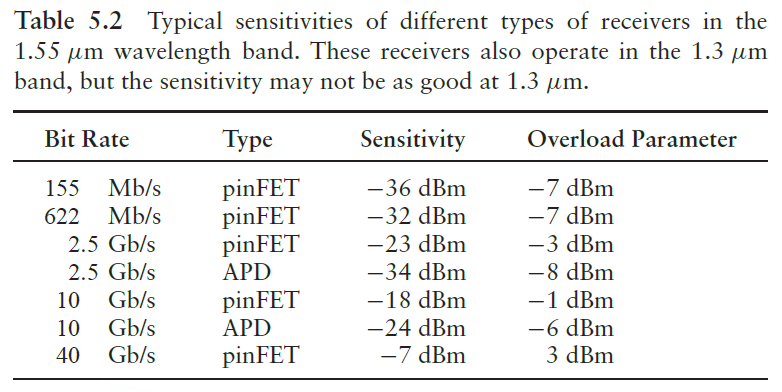 Table 5.2 Typical sensitivities of different types of receivers in the
1.55 μm wavelength band. These receivers also operate in the 1.3 μm
band, but the sensitivity may not be as good at 1.3 μm.
Bit Rate Type Sensitivity Overload Parameter
155 Mb/s pinFET −36 dBm −7 dBm
622 Mb/s pinFET −32 dBm −7 dBm
2.5 Gb/s pinFET −23 dBm −3 dBm
2.5 Gb/s APD −34 dBm −8 dBm
10 Gb/s pinFET −18 dBm −1 dBm
10 Gb/s APD −24 dBm −6 dBm
40 Gb/s pinFET −7 dBm 3 dBm